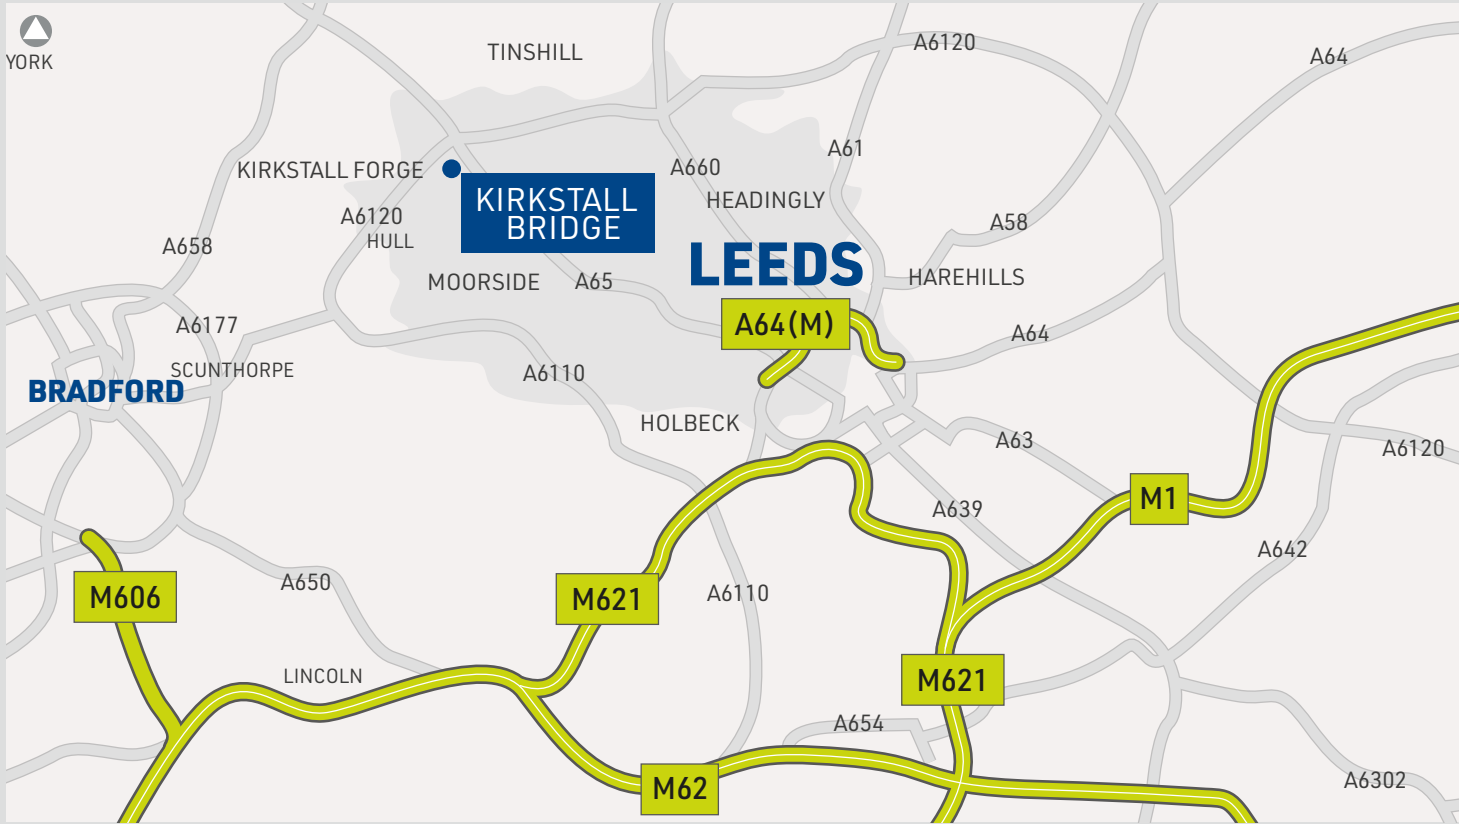 TINSHILL
A6120
A64
YORK
A61
KIRKSTALL FORGE
A660
KIRKSTALL
BRIDGE
HEADINGLY
A6120
HULL
A58
A658
LEEDS
MOORSIDE
A65
HAREHILLS
A6177
A64(M)
A64
SCUNTHORPE
BRADFORD
A6110
HOLBECK
A63
A6120
M1
A639
A642
A650
M606
M621
A6110
LINCOLN
M621
A654
M62
A6302